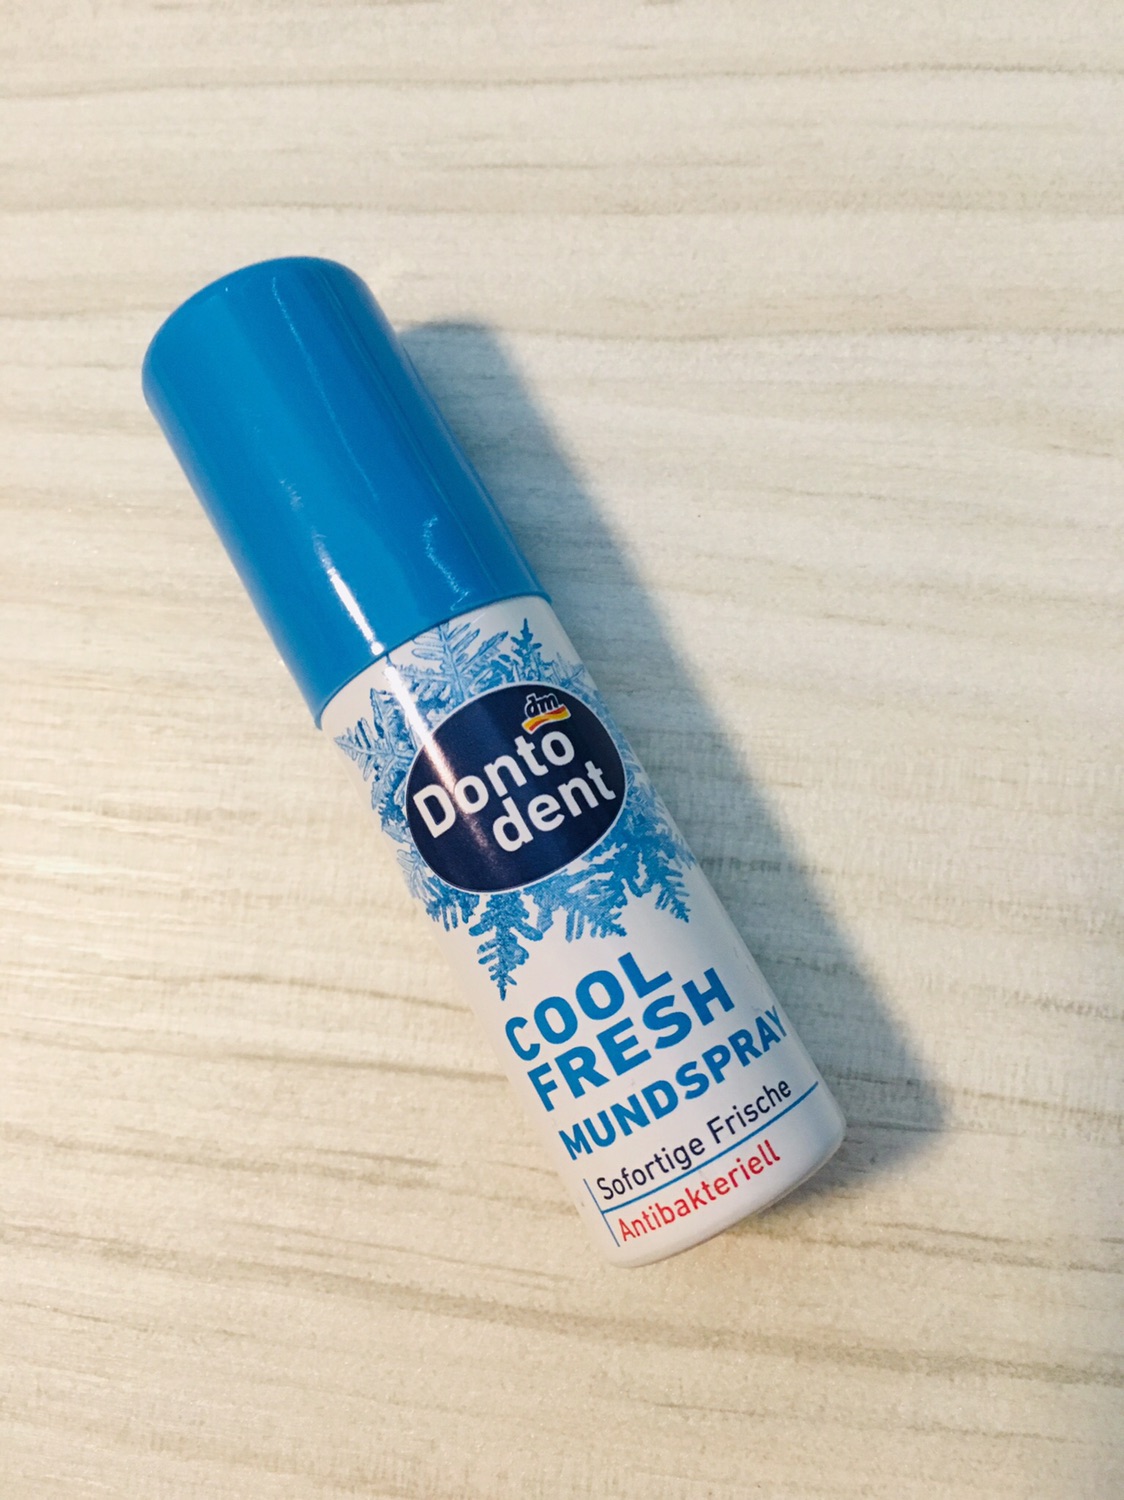 dm
Donto
dent
COOL
FRESH
MUNDSPRAY
Sofortige Frische
Antibakteriell